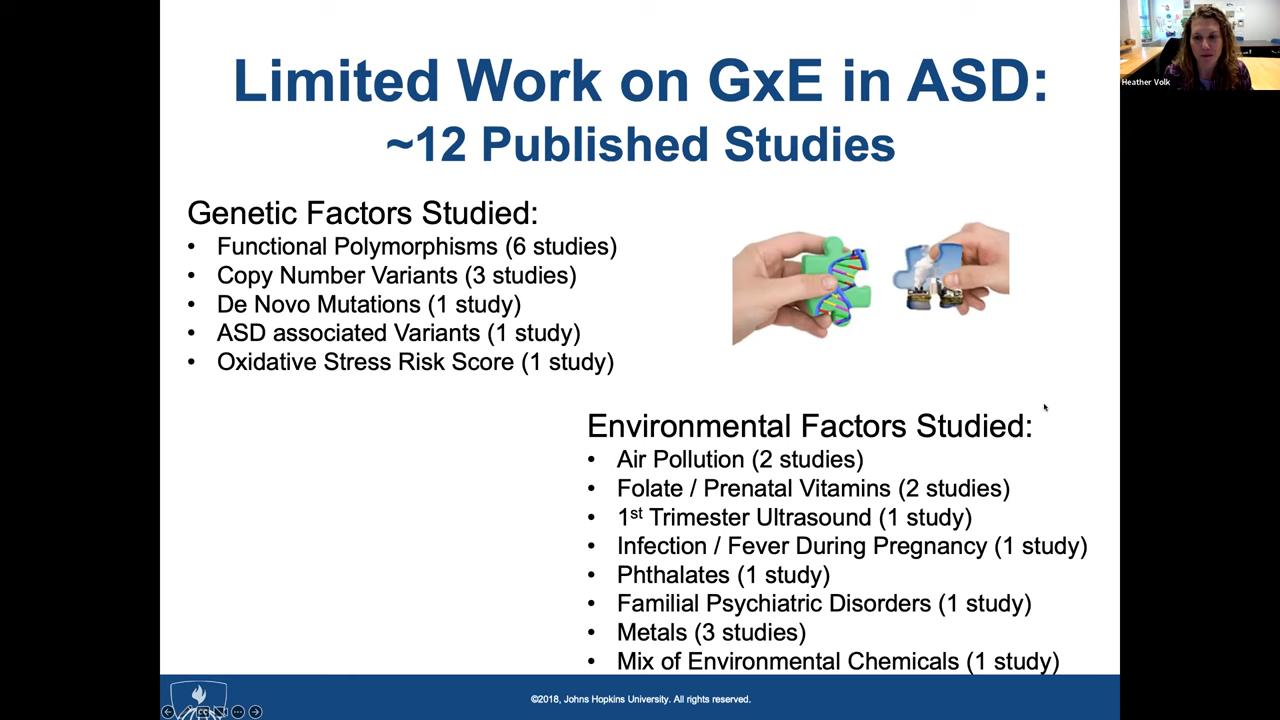 Limited Work on GxE in ASD:
~12 Published Studies
Heather Volk
Genetic Factors Studied:
• Functional Polymorphisms (6 studies)
• Copy Number Variants (3 studies)
• De Novo Mutations (1 study)
• ASD associated Variants (1 study)
• Oxidative Stress Risk Score (1 study)
Environmental Factors Studied:
• Air Pollution (2 studies)
• Folate / Prenatal Vitamins (2 studies)
• 1st Trimester Ultrasound (1 study)
• Infection / Fever During Pregnancy (1 study)
• Phthalates (1 study)
• Familial Psychiatric Disorders (1 study)
• Metals (3 studies)
• Mix of Environmental Chemicals (1 study)
©2018, Johns Hopkins University. All rights reserved.